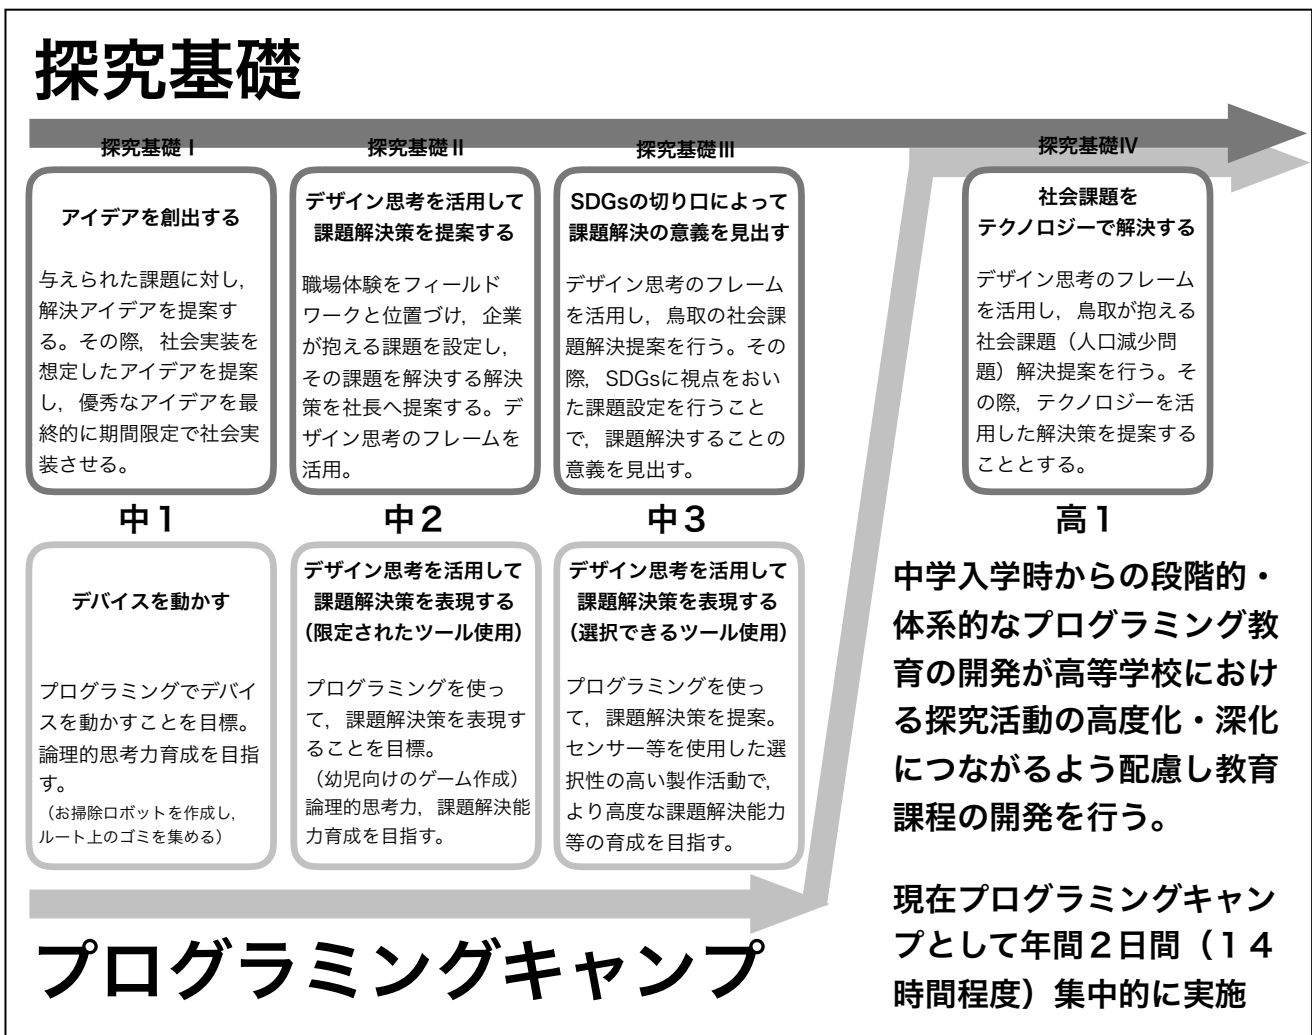 探究基礎
探究基礎Ⅰ
アイデアを創出する
与えられた課題に対し，
解決アイデアを提案す
る。その際，社会実装を
想定したアイデアを提案
し，優秀なアイデアを最
終的に期間限定で社会実
装させる。
探究基礎Ⅱ
デザイン思考を活用して
課題解決策を提案する
職場体験をフィールド
ワークと位置づけ，企業
が抱える課題を設定し，
その課題を解決する解決
策を社長へ提案する。デ
ザイン思考のフレームを
活用。
探究基礎Ⅲ
SDGsの切り口によって
課題解決の意義を見出す
デザイン思考のフレーム
を活用し，鳥取の社会課
題解決提案を行う。その
際，SDGsに視点をおい
た課題設定を行うこと
で，課題解決することの
意義を見出す。
探究基礎Ⅳ
社会課題を
テクノロジーで解決する
デザイン思考のフレーム
を活用し，鳥取が抱える
社会課題（人口減少問
題）解決提案を行う。そ
の際，テクノロジーを活
用した解決策を提案する
こととする。
中１
中２
中３
高１
デバイスを動かす
プログラミングでデバイ
スを動かすことを目標。
論理的思考力育成を目指
す。
（お掃除ロボットを作成し，
ルート上のゴミを集める）
デザイン思考を活用して
課題解決策を表現する
（限定されたツール使用）
プログラミングを使っ
て，課題解決策を表現す
ることを目標。
（幼児向けのゲーム作成）
論理的思考力，課題解決能
力育成を目指す。
デザイン思考を活用して
課題解決策を表現する
（選択できるツール使用）
プログラミングを使っ
て，課題解決策を提案。
センサー等を使用した選
択性の高い製作活動で，
より高度な課題解決能力
等の育成を目指す。
中学入学時からの段階的・
体系的なプログラミング教
育の開発が高等学校におけ
る探究活動の高度化・深化
につながるよう配慮し教育
課程の開発を行う。
現在プログラミングキャン
プとして年間２日間（１４
時間程度）集中的に実施
プログラミングキャンプ